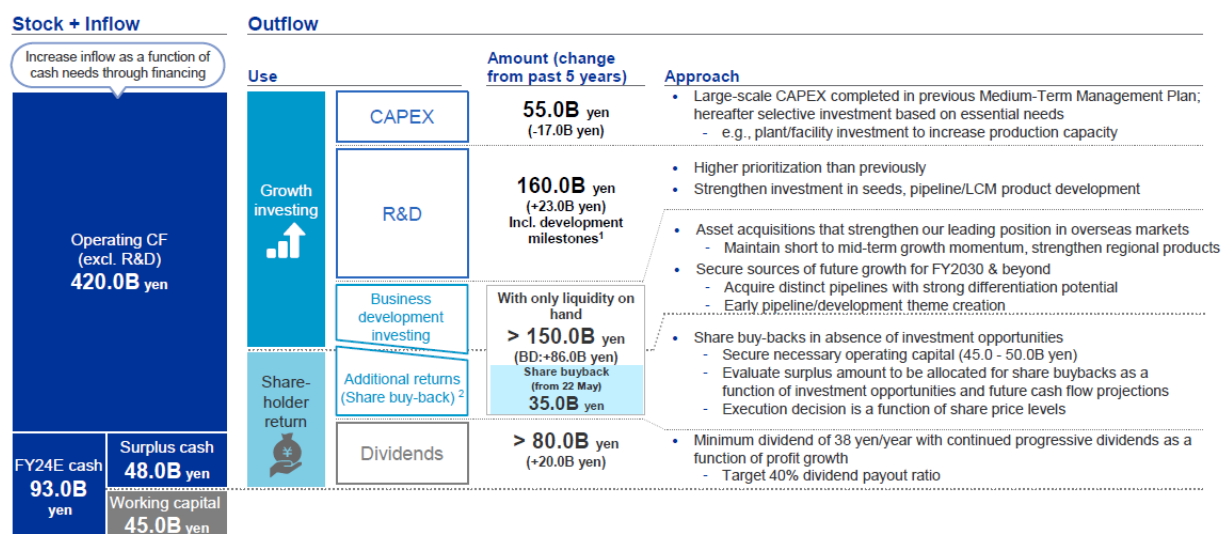 Stock + Inflow
Outflow
Increase inflow as a function of
cash needs through financing
Use
Amount (change
from past 5 years)
Approach
Operating CF
(excl. R&D)
420.0B yen
FY24E cash
93.0B
yen
Surplus cash
48.0B yen
Working capital
45.0B yen
Growth
investing
CAPEX
55.0B yen
(-17.0B yen)
• Large-scale CAPEX completed in previous Medium-Term Management Plan;
hereafter selective investment based on essential needs
- e.g., plant/facility investment to increase production capacity
R&D
160.0B yen
(+23.0B yen)
Incl. development
milestones1
• Higher prioritization than previously
• Strengthen investment in seeds, pipeline/LCM product development
Business
development
investing
With only liquidity on
hand
> 150.0B yen
(BD:+86.0B yen)
• Asset acquisitions that strengthen our leading position in overseas markets
- Maintain short to mid-term growth momentum, strengthen regional products
• Secure sources of future growth for FY2030 & beyond
- Acquire distinct pipelines with strong differentiation potential
- Early pipeline/development theme creation
Share-
holder
return
¥
Additional returns
(Share buy-back) 2
Share buyback
(from 22 May)
35.0B yen
• Share buy-backs in absence of investment opportunities
- Secure necessary operating capital (45.0 - 50.0B yen)
- Evaluate surplus amount to be allocated for share buybacks as a
function of investment opportunities and future cash flow projections
- Execution decision is a function of share price levels
Dividends
> 80.0B yen
(+20.0B yen)
• Minimum dividend of 38 yen/year with continued progressive dividends as a
function of profit growth
- Target 40% dividend payout ratio